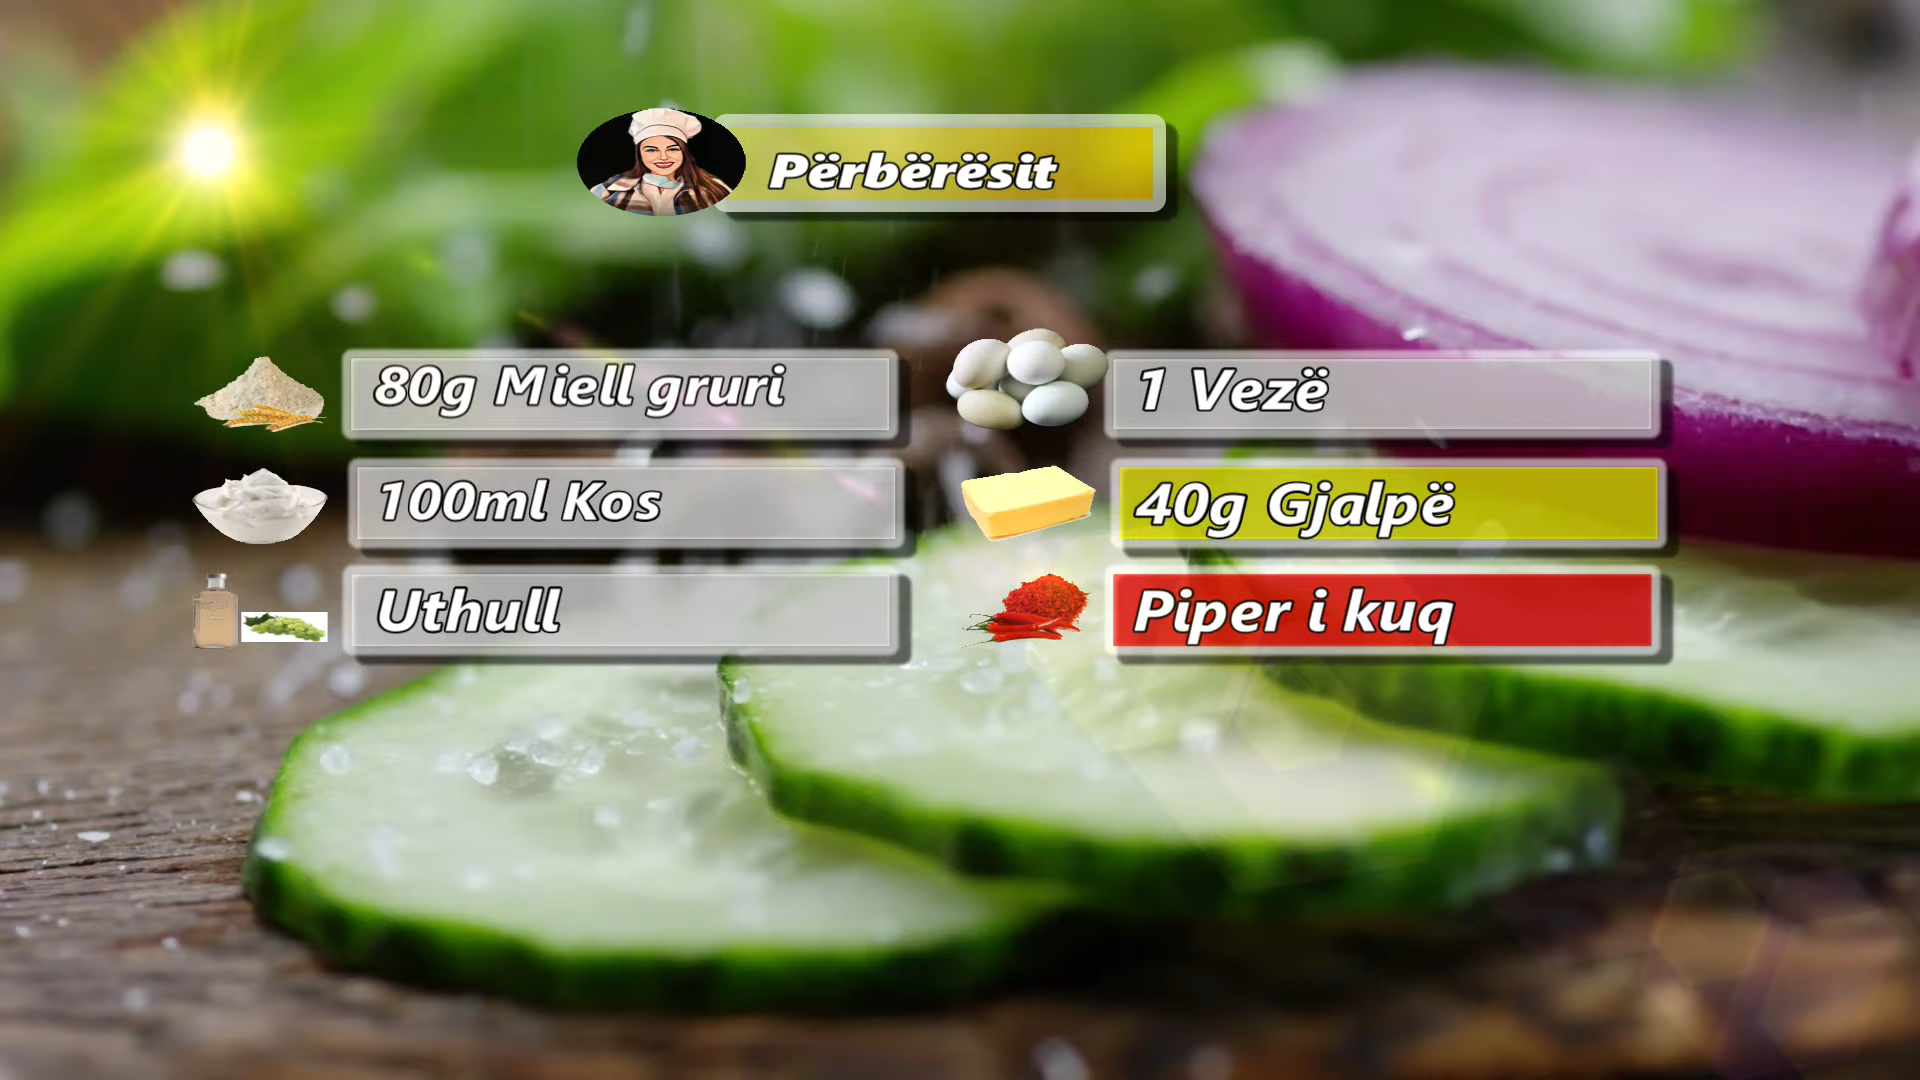 Përbërësit
80g Miell gruri
1 Vezë
100ml Kos
40g Gjalpë
Uthull
Piper i kuq